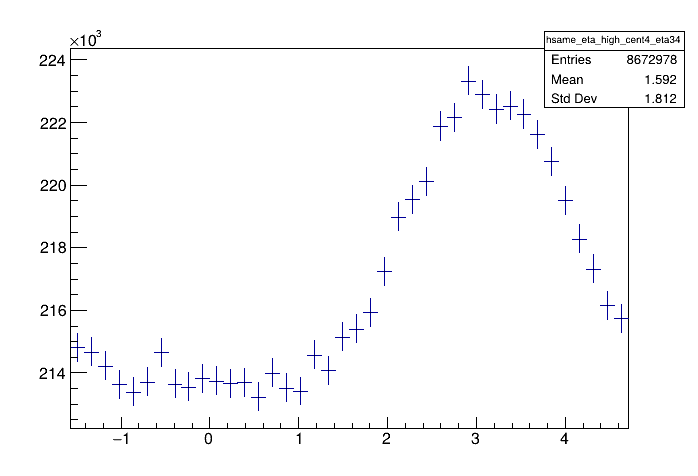 ×10³
hsame_eta_high_cent4_eta34
Entries 8672978
Mean 1.592
Std Dev 1.812
224
222
220
218
216
214
−1 0 1 2 3 4